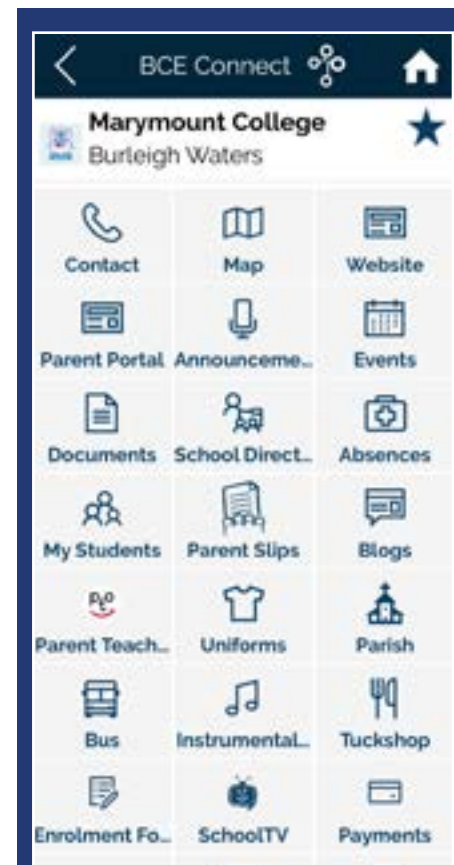 BCE Connect
Marymount College
Burleigh Waters
Contact Map Website
Parent Portal Announceme... Events
Documents School Direct... Absences
My Students Parent Slips Blogs
PtO
Parent Teach... Uniforms Parish
Bus Instrumental... Tuckshop
Enrolment Fo... SchoolTV Payments